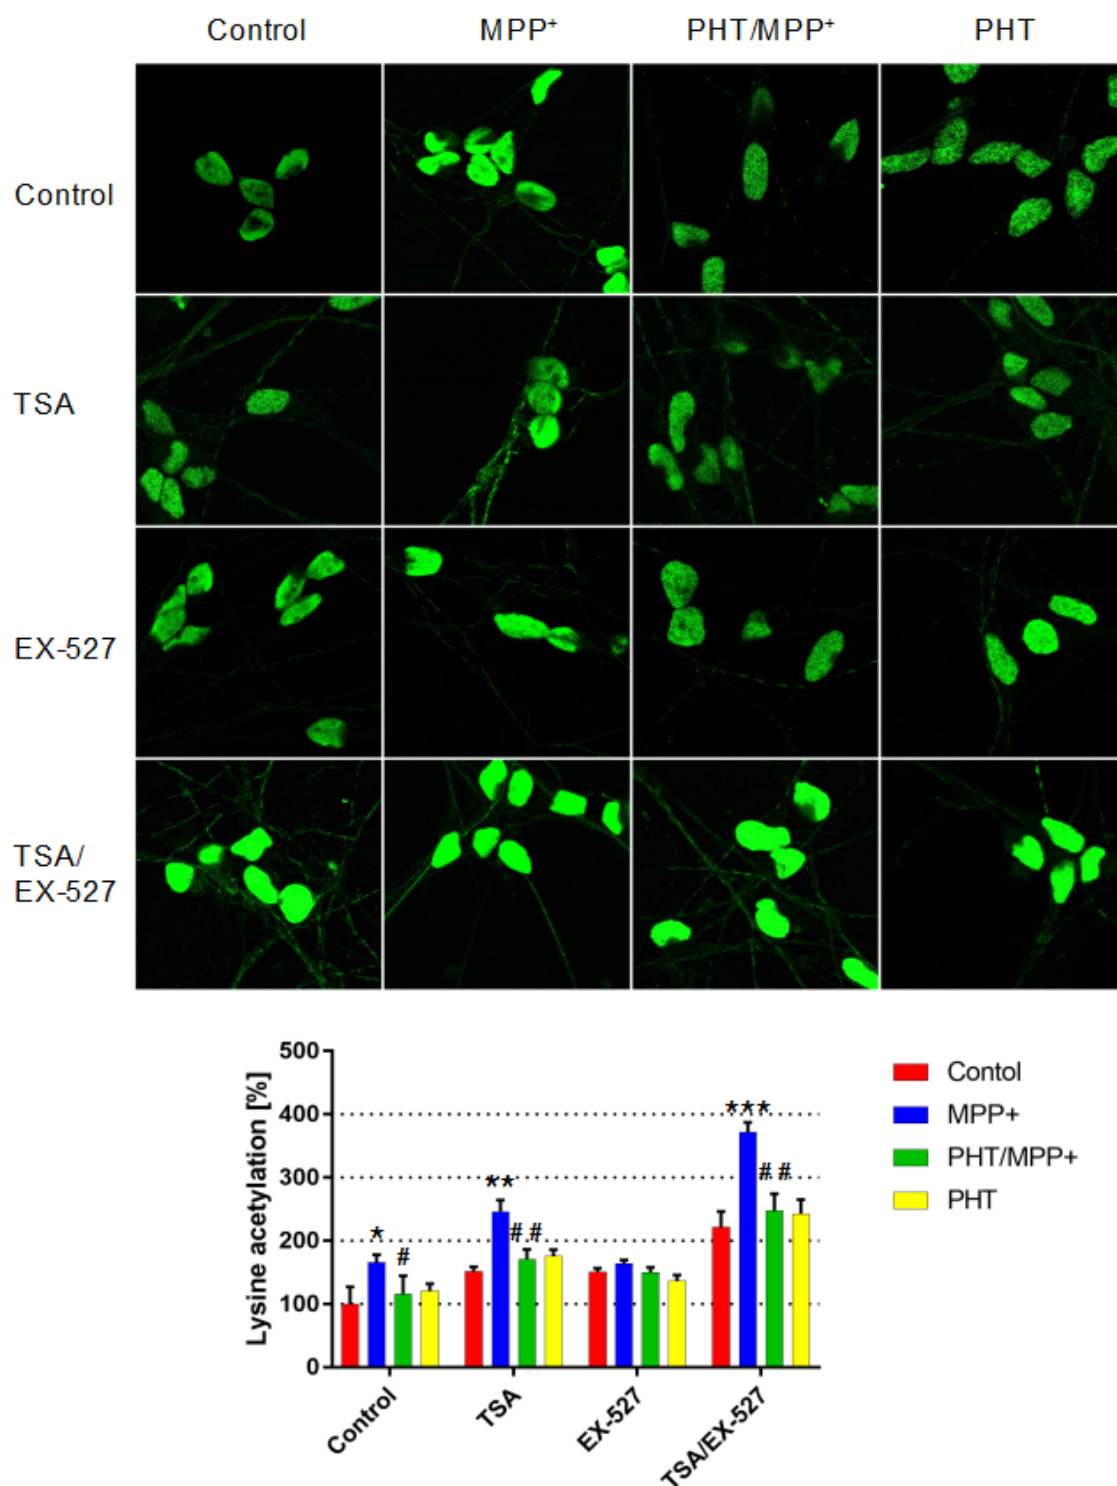 Control MPP⁺ PHT/MPP⁺ PHT
Control
TSA
EX-527
TSA/
EX-527
500
400
300
200
100
0
Lysine acetylation [%]
*
#
**
##
***
##
Control
TSA
EX-527
TSA/EX-527
Contol
MPP+
PHT/MPP+
PHT